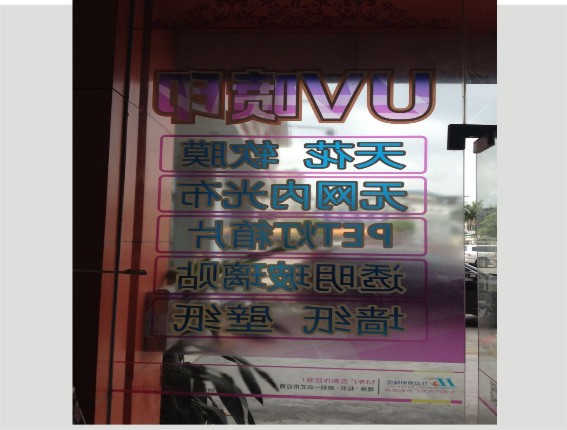 UV喷印
天花 软膜
无网内光布
PET灯箱片
透明玻璃贴
墙纸 壁纸